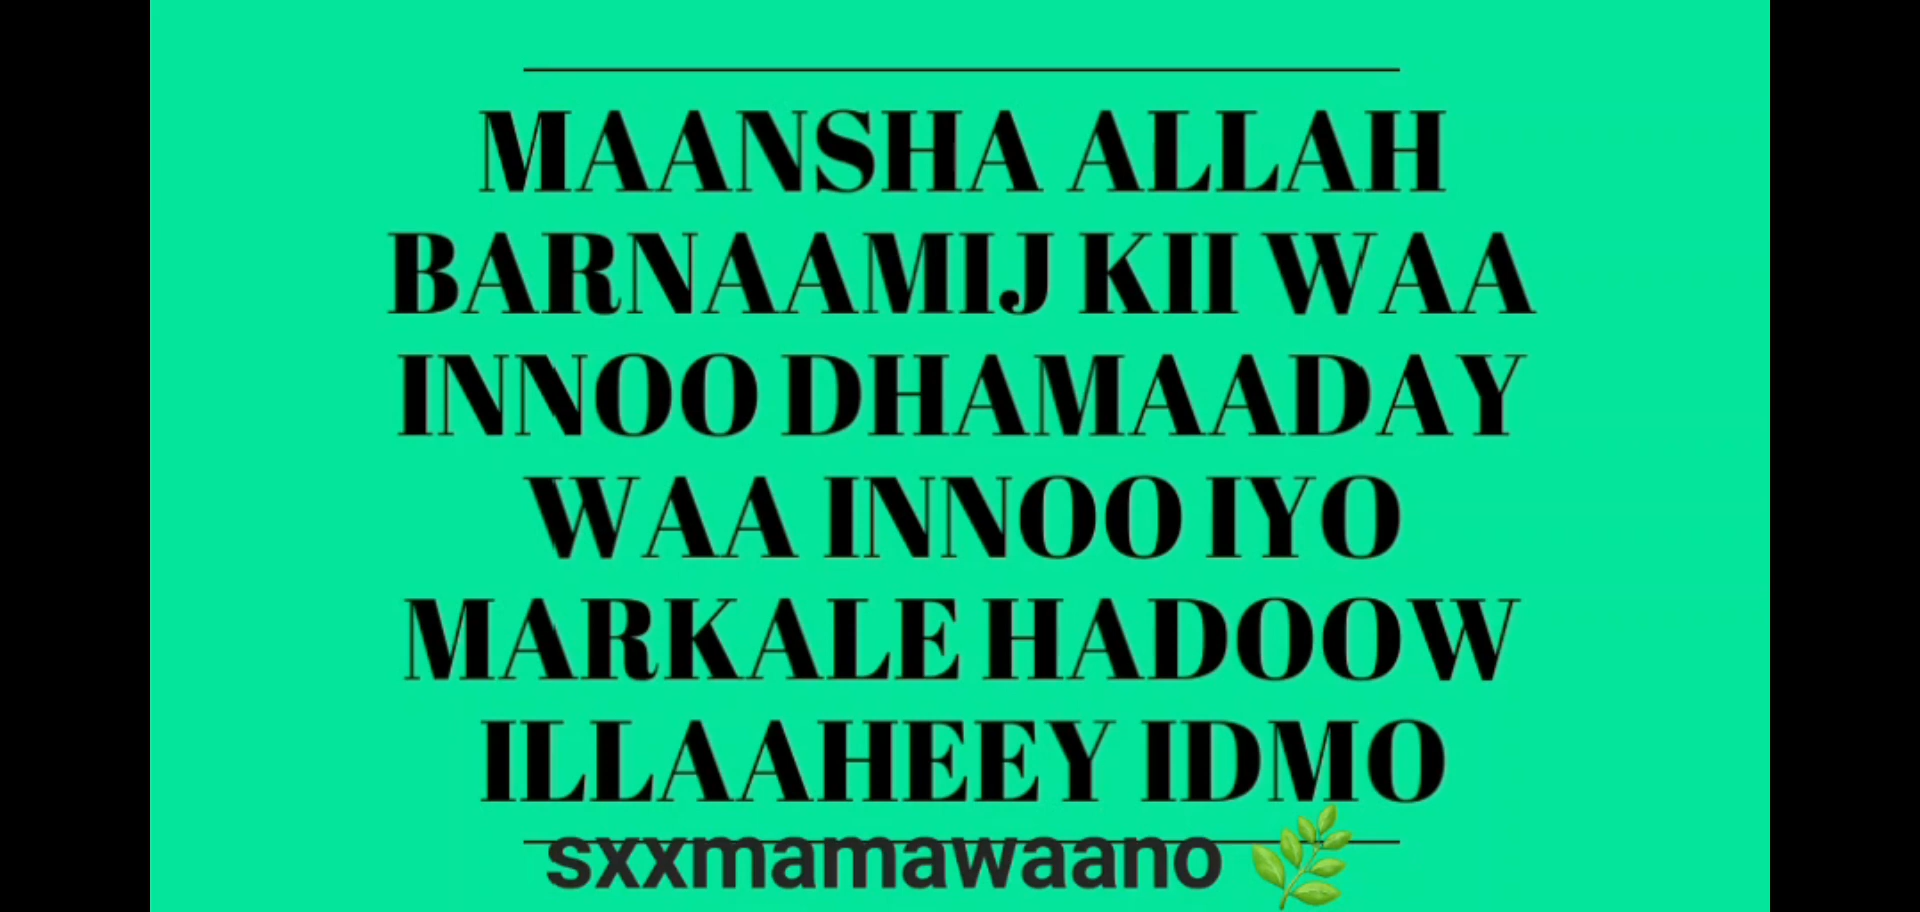 MAANSHA ALLAH
BARNAAMIJ KII WAA
INNOO DHAMAADAY
WAA INNOO IYO
MARKALE HADOOW
ILLAAHEEY IDMO
sxxmamawaano 🌿